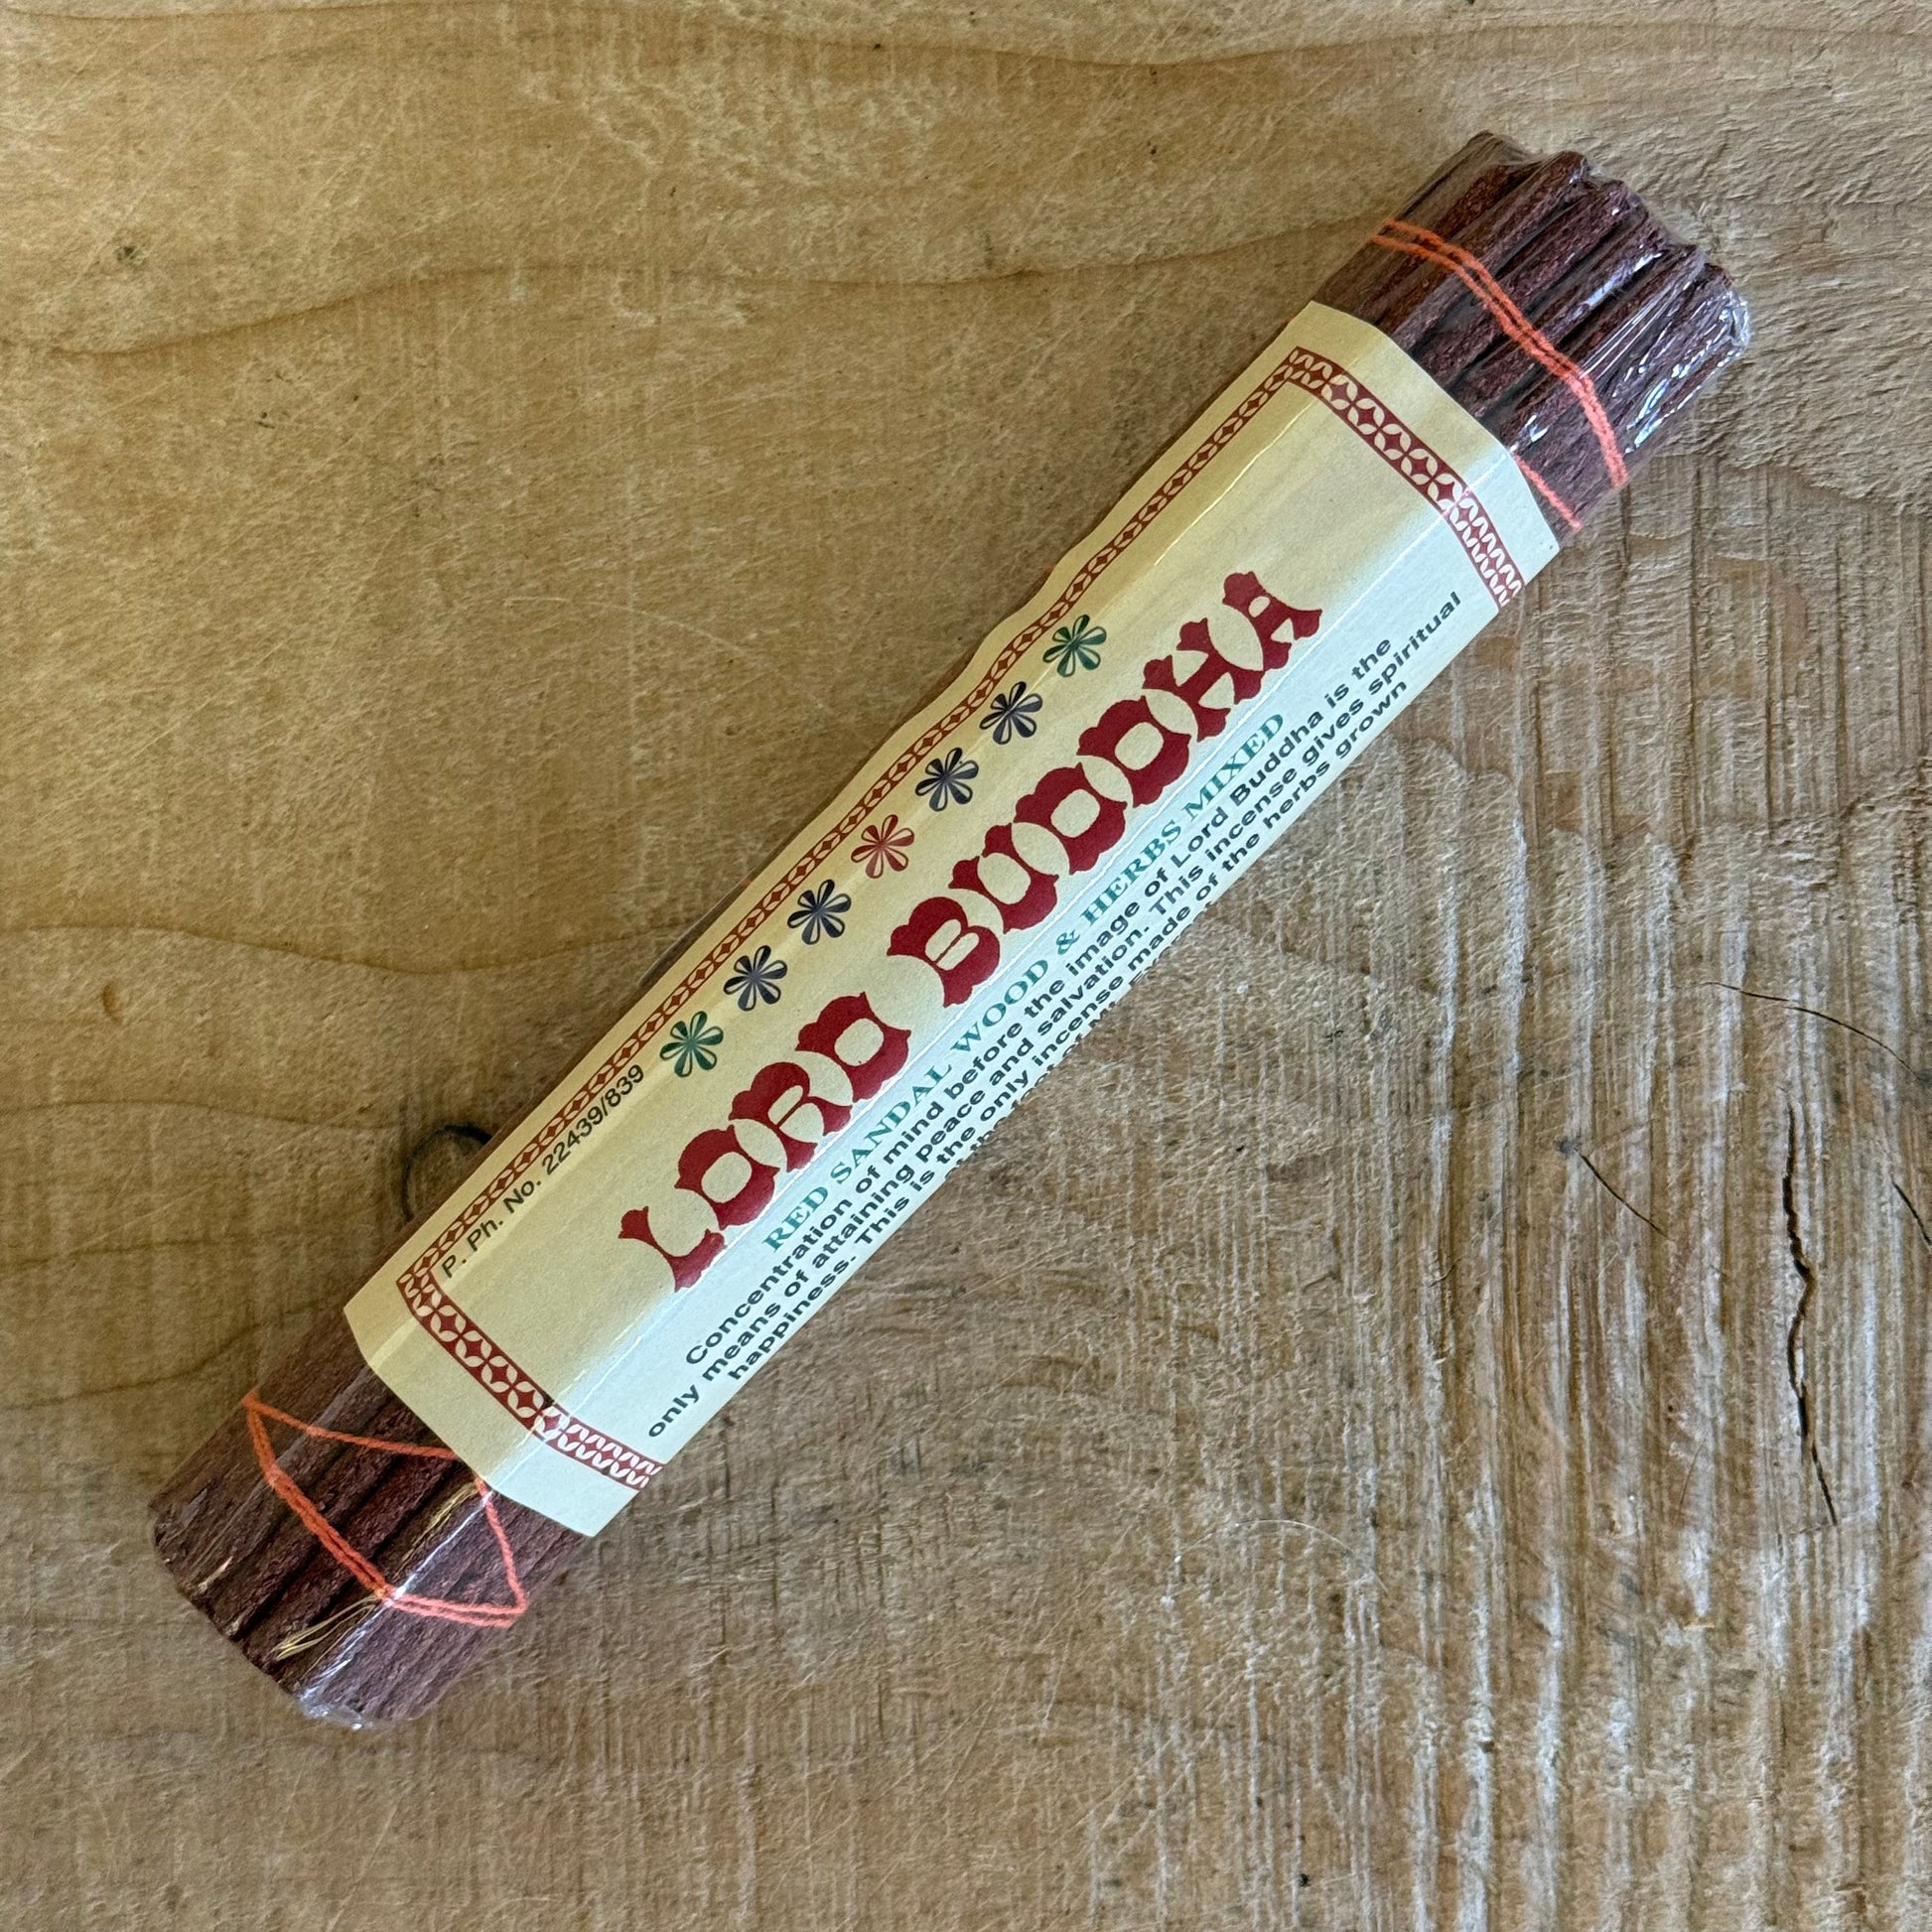 P. Ph. No. 22439/839
LORD BUDDHA
RED SANDAL WOOD & HERBS MIXED
Concentration of mind before the image of Lord Buddha is the
only means of attaining peace and salvation. This incense gives spiritual
happiness. This is the only incense made of the herbs grown